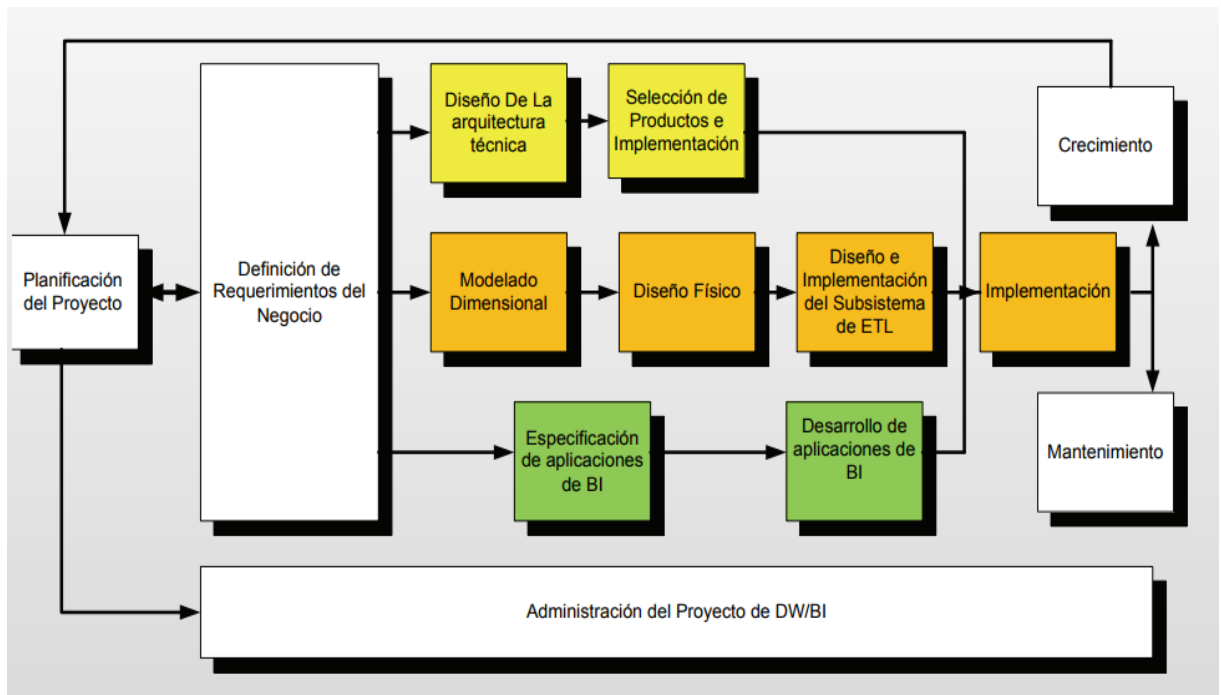 Planificación
del Proyecto
Definición de
Requerimientos del
Negocio
Diseño De La
arquitectura
técnica
Selección de
Productos e
Implementación
Modelado
Dimensional
Diseño Físico
Diseño e
Implementación
del Subsistema
de ETL
Implementación
Especificación
de aplicaciones
de BI
Desarrollo de
aplicaciones de
BI
Crecimiento
Mantenimiento
Administración del Proyecto de DW/BI